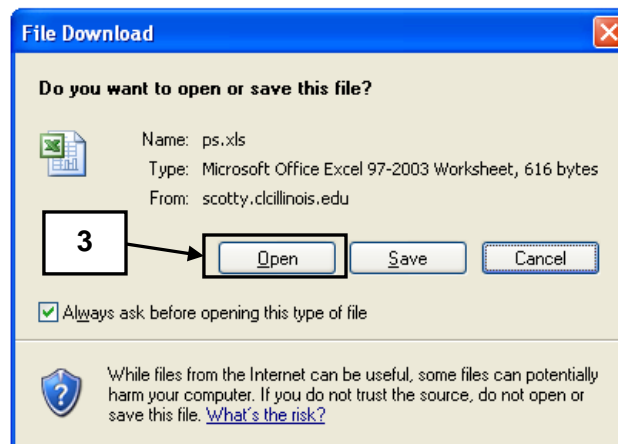 File Download
Do you want to open or save this file?
Name: ps.xls
Type: Microsoft Office Excel 97-2003 Worksheet, 616 bytes
From: scotty.clcillinois.edu
3
Open Save Cancel
Always ask before opening this type of file
While files from the Internet can be useful, some files can potentially
harm your computer. If you do not trust the source, do not open or
save this file. What's the risk?